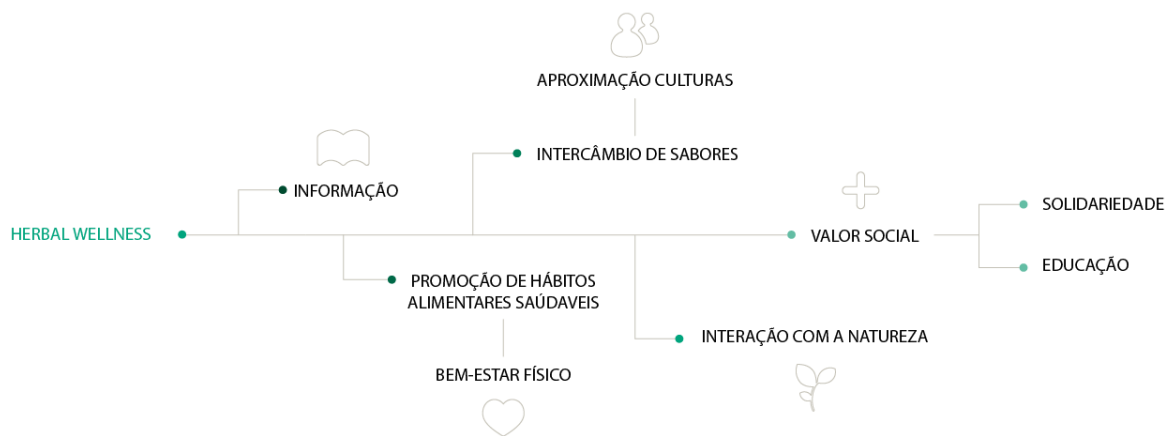 APROXIMAÇÃO CULTURAS
INTERCÂMBIO DE SABORES
INFORMAÇÃO
HERBAL WELLNESS
VALOR SOCIAL
SOLIDARIEDADE
EDUCAÇÃO
PROMOÇÃO DE HÁBITOS
ALIMENTARES SAÚDAVEIS
INTERAÇÃO COM A NATUREZA
BEM-ESTAR FÍSICO